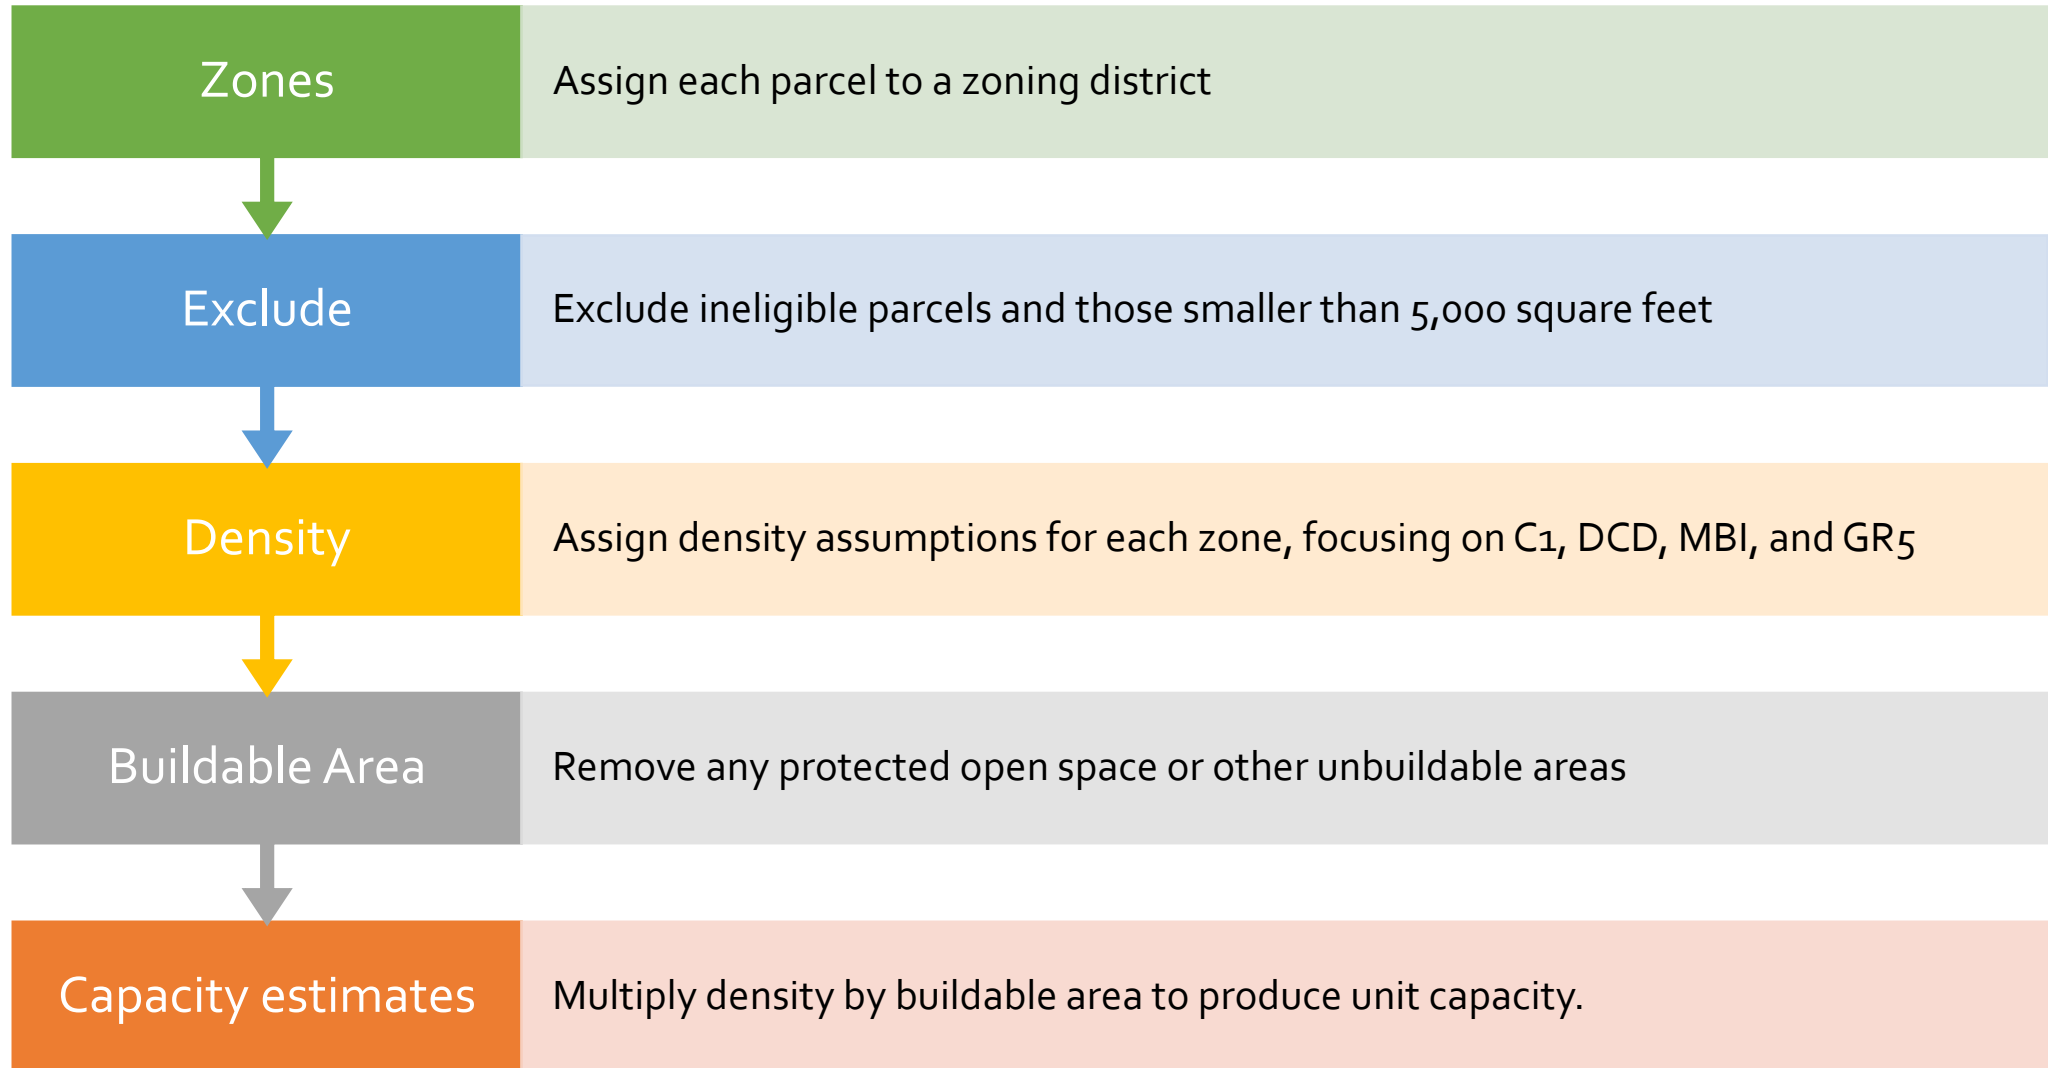 Zones
Assign each parcel to a zoning district
Exclude
Exclude ineligible parcels and those smaller than 5,000 square feet
Density
Assign density assumptions for each zone, focusing on C1, DCD, MBI, and GR5
Buildable Area
Remove any protected open space or other unbuildable areas
Capacity estimates
Multiply density by buildable area to produce unit capacity.